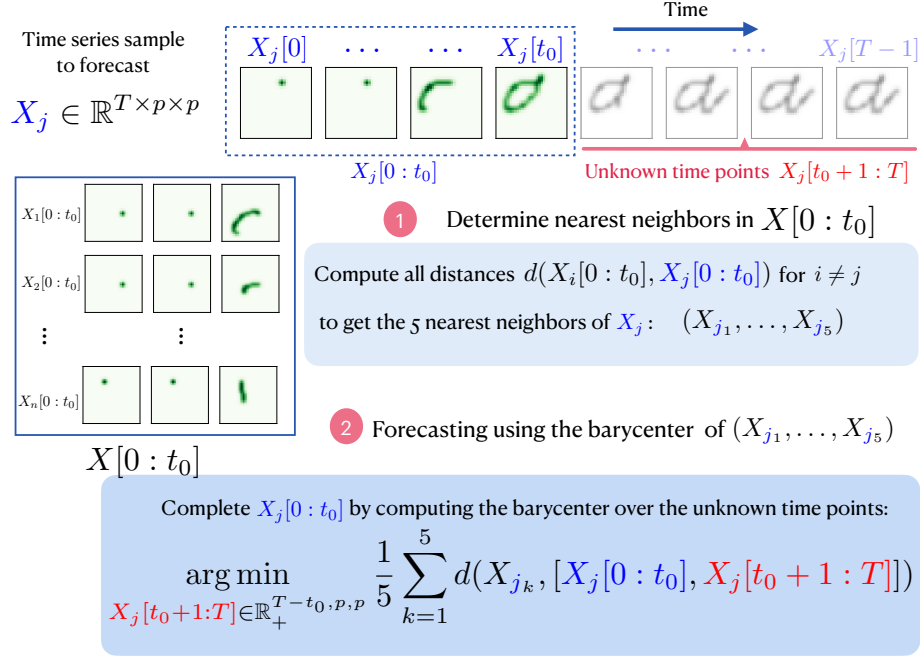 Time series sample
to forecast
X_j ∈ ℝ^{T×p×p}
Time
X_j[0] ⋯ ⋯ X_j[t_0] ⋯ ⋯ X_j[T − 1]
X_j[0 : t_0]
Unknown time points X_j[t_0 + 1 : T]
X_1[0 : t_0]
X_2[0 : t_0]
⋮ ⋮
X_n[0 : t_0]
X[0 : t_0]
1 Determine nearest neighbors in X[0 : t_0]
Compute all distances d(X_i[0 : t_0], X_j[0 : t_0]) for i ≠ j
to get the 5 nearest neighbors of X_j : (X_{j_1}, . . . , X_{j_5})
2 Forecasting using the barycenter of (X_{j_1}, . . . , X_{j_5})
Complete X_j[0 : t_0] by computing the barycenter over the unknown time points:
arg min_{X_j[t_0+1:T]∈ℝ_+^{T−t_0,p,p}} \frac{1}{5} \sum_{k=1}^{5} d(X_{j_k}, [X_j[0 : t_0], X_j[t_0 + 1 : T]])